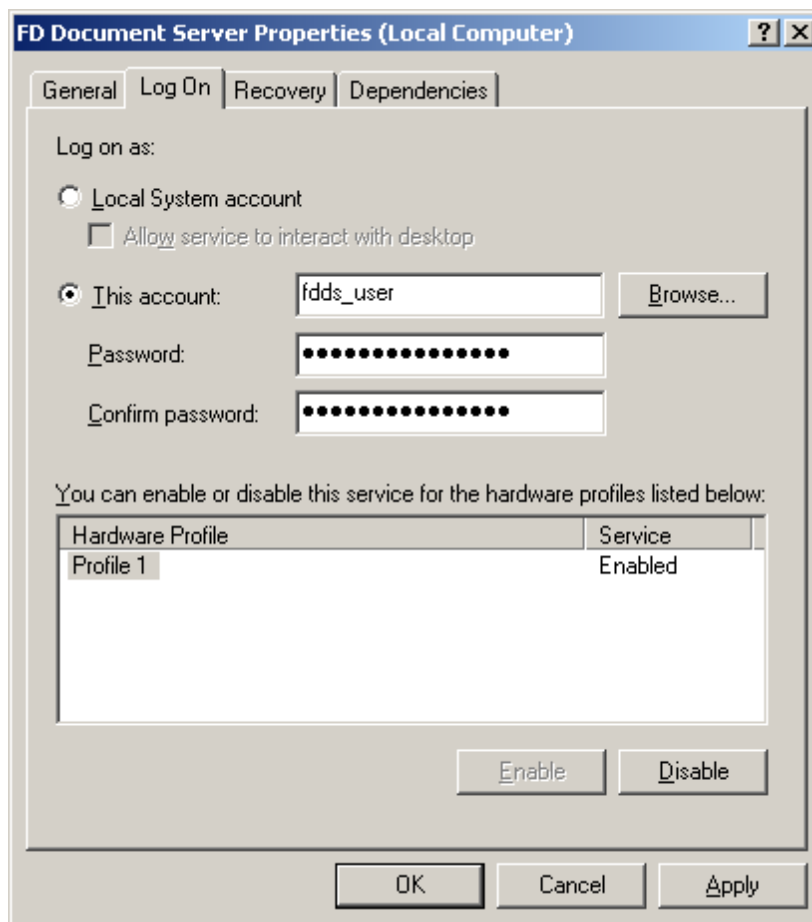 FD Document Server Properties (Local Computer)
General Log On Recovery Dependencies
Log on as:
Local System account
Allow service to interact with desktop
This account: fdds_user Browse...
Password: ●●●●●●●●●●●●●●●
Confirm password: ●●●●●●●●●●●●●●●
You can enable or disable this service for the hardware profiles listed below:
Hardware Profile Service
Profile 1 Enabled
Enable Disable
OK Cancel Apply